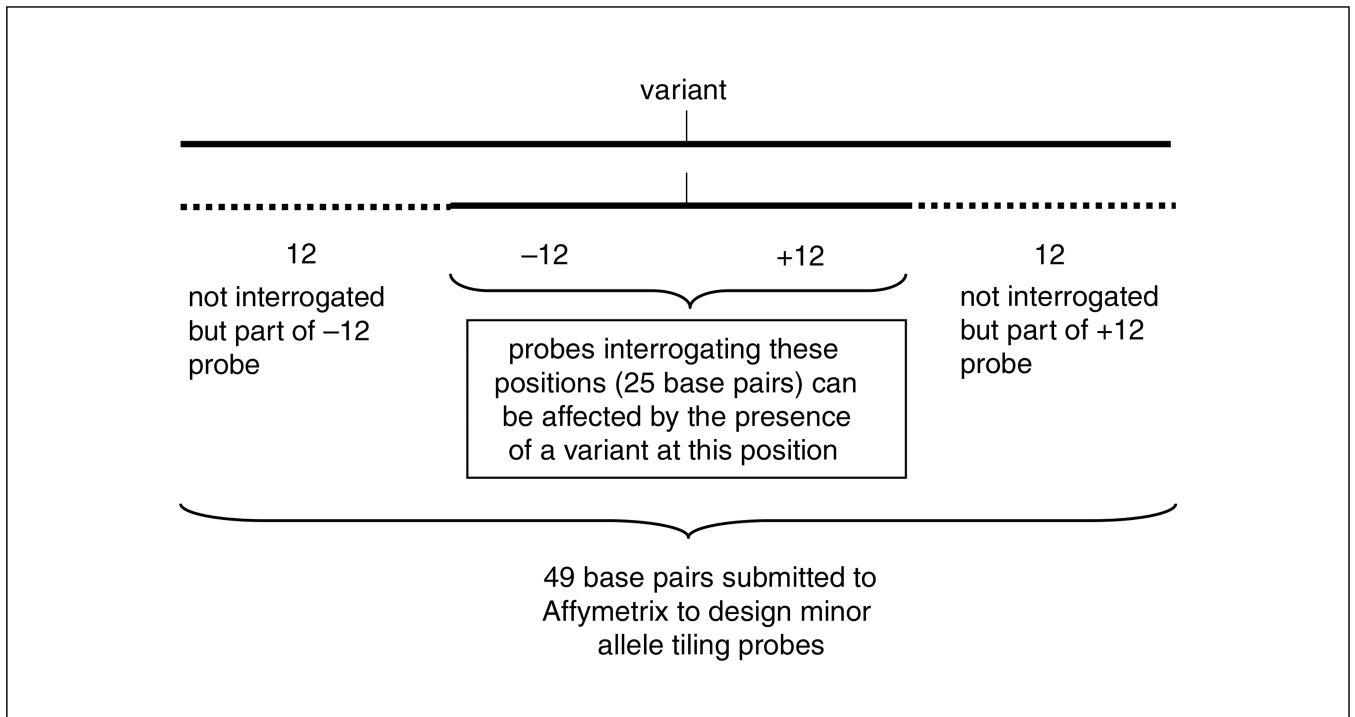 variant
12
–12
+12
12
not interrogated
but part of –12
probe
probes interrogating these
positions (25 base pairs) can
be affected by the presence
of a variant at this position
not interrogated
but part of +12
probe
49 base pairs submitted to
Affymetrix to design minor
allele tiling probes